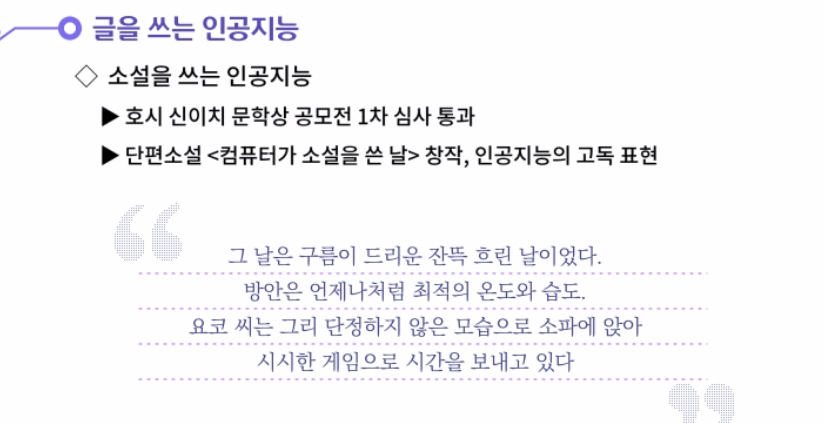 글을 쓰는 인공지능
◇ 소설을 쓰는 인공지능
▶ 호시 신이치 문학상 공모전 1차 심사 통과
▶ 단편소설 <컴퓨터가 소설을 쓴 날> 창작, 인공지능의 고독 표현
“
그 날은 구름이 드리운 잔뜩 흐린 날이었다.
방안은 언제나처럼 최적의 온도와 습도.
요코 씨는 그리 단정하지 않은 모습으로 소파에 앉아
시시한 게임으로 시간을 보내고 있다
”